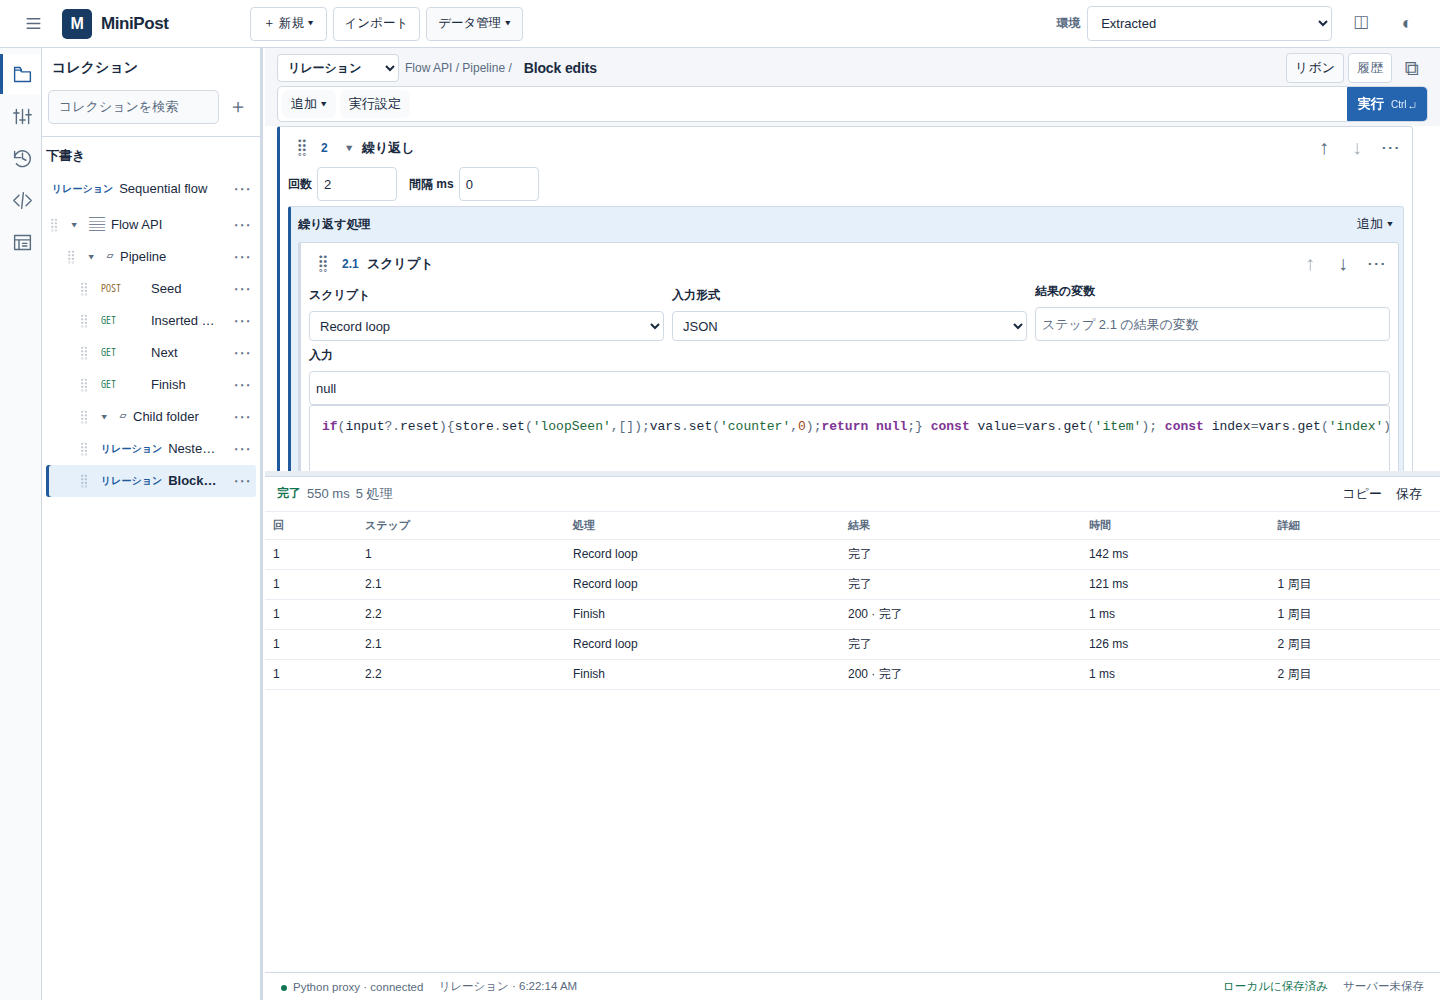 M MiniPost ＋ 新規 ▾ インポート データ管理 ▾ 環境 Extracted
コレクション
コレクションを検索 ＋
下書き
リレーション Sequential flow ···
Flow API ···
Pipeline ···
POST Seed ···
GET Inserted ... ···
GET Next ···
GET Finish ···
Child folder ···
リレーション Neste... ···
リレーション Block... ···
リレーション Flow API / Pipeline / Block edits リボン 履歴
追加 ▾ 実行設定 実行 Ctrl ⏎
2 ▾ 繰り返し ↑ ↓ ···
回数 2 間隔 ms 0
繰り返す処理 追加 ▾
2.1 スクリプト ↑ ↓ ···
スクリプト 入力形式 結果の変数
Record loop JSON ステップ 2.1 の結果の変数
入力
null
if(input?.reset){store.set('loopSeen',[]);vars.set('counter',0);return null;} const value=vars.get('item'); const index=vars.get('index')
完了 550 ms 5 処理 コピー 保存
回 ステップ 処理 結果 時間 詳細
1 1 Record loop 完了 142 ms
1 2.1 Record loop 完了 121 ms 1 周目
1 2.2 Finish 200 · 完了 1 ms 1 周目
1 2.1 Record loop 完了 126 ms 2 周目
1 2.2 Finish 200 · 完了 1 ms 2 周目
Python proxy · connected リレーション · 6:22:14 AM ローカルに保存済み サーバー未保存